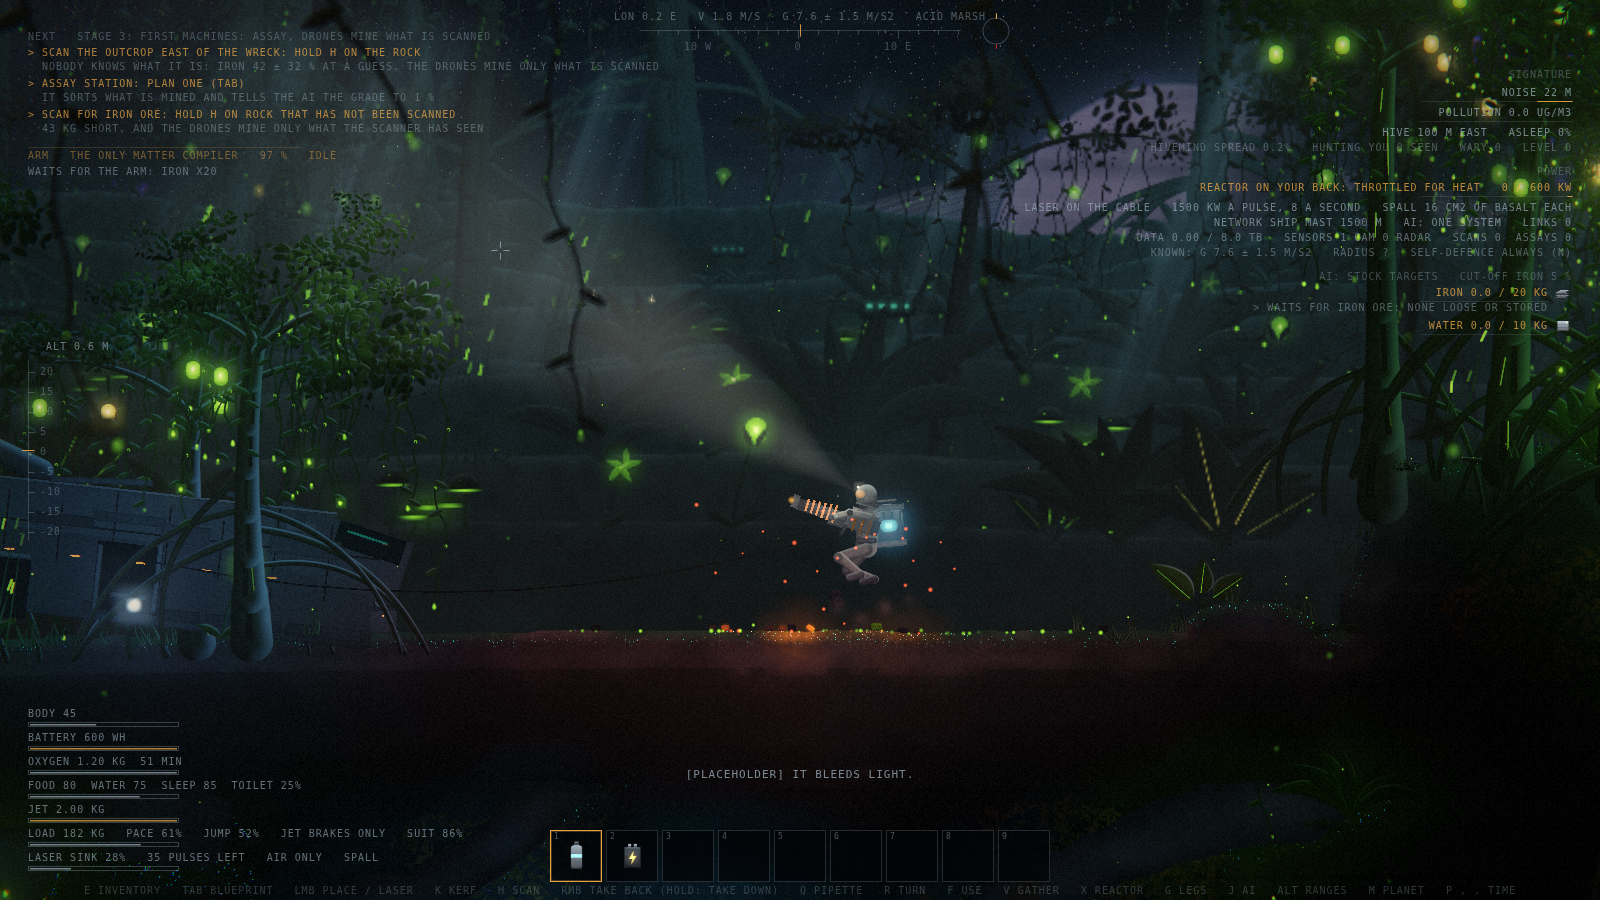 LON 0.2 E   V 1.8 M/S   G 7.6 ± 1.5 M/S2   ACID MARSH
10 W   0   10 E
NEXT   STAGE 3: FIRST MACHINES: ASSAY, DRONES MINE WHAT IS SCANNED
> SCAN THE OUTCROP EAST OF THE WRECK: HOLD H ON THE ROCK
NOBODY KNOWS WHAT IT IS: IRON 42 ± 32 % AT A GUESS. THE DRONES MINE ONLY WHAT IS SCANNED
> ASSAY STATION: PLAN ONE (TAB)
IT SORTS WHAT IS MINED AND TELLS THE AI THE GRADE TO 1 %
> SCAN FOR IRON ORE: HOLD H ON ROCK THAT HAS NOT BEEN SCANNED
43 KG SHORT, AND THE DRONES MINE ONLY WHAT THE SCANNER HAS SEEN
ARM   THE ONLY MATTER COMPILER   97 %   IDLE
WAITS FOR THE ARM: IRON X20
SIGNATURE
NOISE 22 M
POLLUTION 0.0 UG/M3
HIVE 100 M EAST   ASLEEP 0%
HIVEMIND SPREAD 0.2%   HUNTING YOU 0 SEEN   WARY 0   LEVEL 0
POWER
REACTOR ON YOUR BACK: THROTTLED FOR HEAT   0 / 600 KW
LASER ON THE CABLE   1500 KW A PULSE, 8 A SECOND   SPALL 16 CM2 OF BASALT EACH
NETWORK SHIP MAST 1500 M   AI: ONE SYSTEM   LINKS 0
DATA 0.00 / 8.0 TB   SENSORS 1 CAM 0 RADAR   SCANS 0   ASSAYS 0
KNOWN: G 7.6 ± 1.5 M/S2   RADIUS ?   SELF-DEFENCE ALWAYS (N)
AI: STOCK TARGETS   CUT-OFF IRON 5 %
IRON 0.0 / 20 KG
> WAITS FOR IRON ORE: NONE LOOSE OR STORED
WATER 0.0 / 10 KG
ALT 0.6 M
20
15
10
5
0
-5
-10
-15
-20
[PLACEHOLDER] IT BLEEDS LIGHT.
BODY 45
BATTERY 600 WH
OXYGEN 1.20 KG   51 MIN
FOOD 80   WATER 75   SLEEP 85   TOILET 25%
JET 2.00 KG
LOAD 182 KG   PACE 61%   JUMP 52%   JET BRAKES ONLY   SUIT 86%
LASER SINK 28%   35 PULSES LEFT   AIR ONLY   SPALL
1 2 3 4 5 6 7 8 9
E INVENTORY   TAB BLUEPRINT   LMB PLACE / LASER   K KERF   H SCAN   RMB TAKE BACK (HOLD: TAKE DOWN)   Q PIPETTE   R TURN   F USE   V GATHER   X REACTOR   G LEGS   J AI   ALT RANGES   M PLANET   P , . TIME